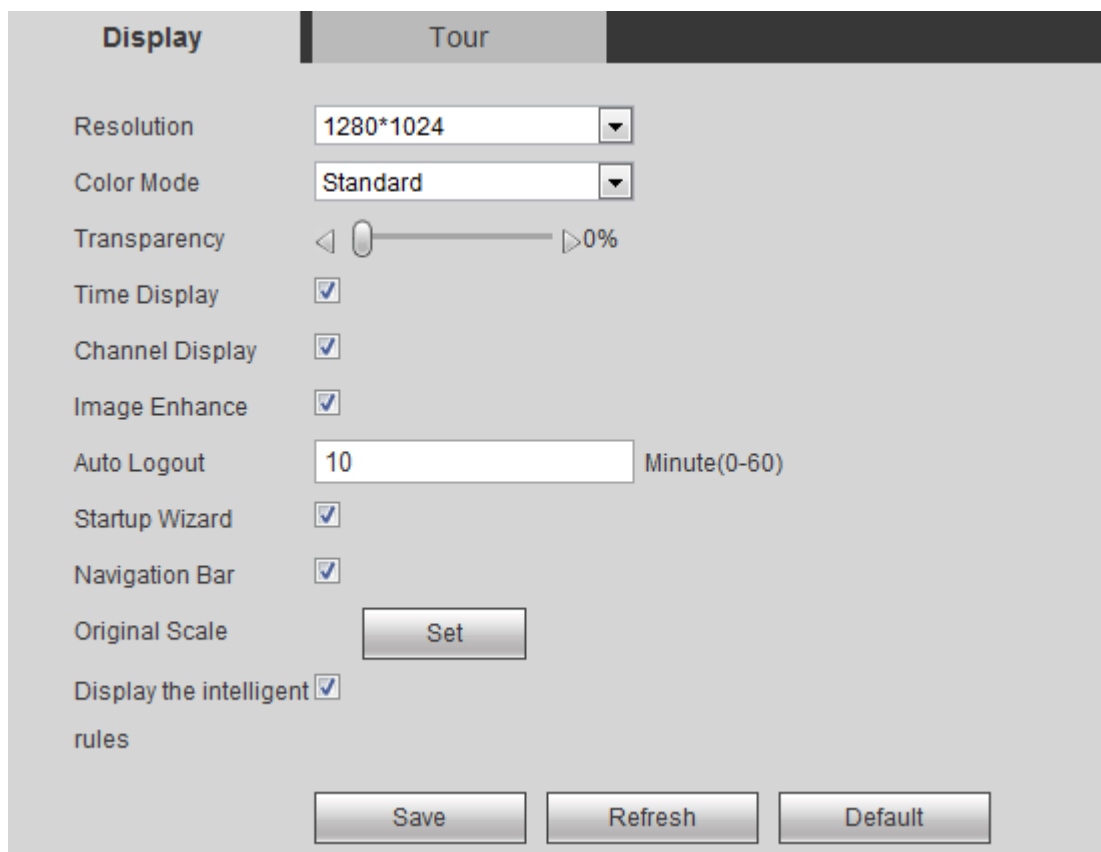 Display Tour
Resolution 1280*1024
Color Mode Standard
Transparency 0%
Time Display
Channel Display
Image Enhance
Auto Logout 10 Minute(0-60)
Startup Wizard
Navigation Bar
Original Scale Set
Display the intelligent
rules
Save Refresh Default